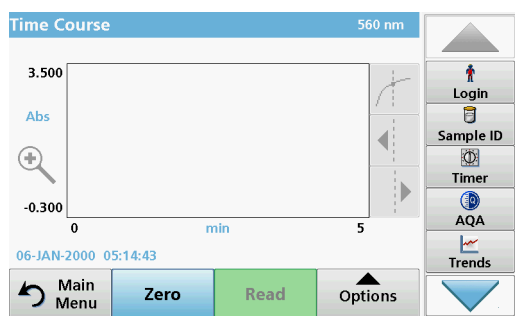 Time Course 560 nm
3.500
Abs
-0.300
0 min 5
06-JAN-2000 05:14:43
Main
Menu
Zero
Read
Options
Login
Sample ID
Timer
AQA
Trends